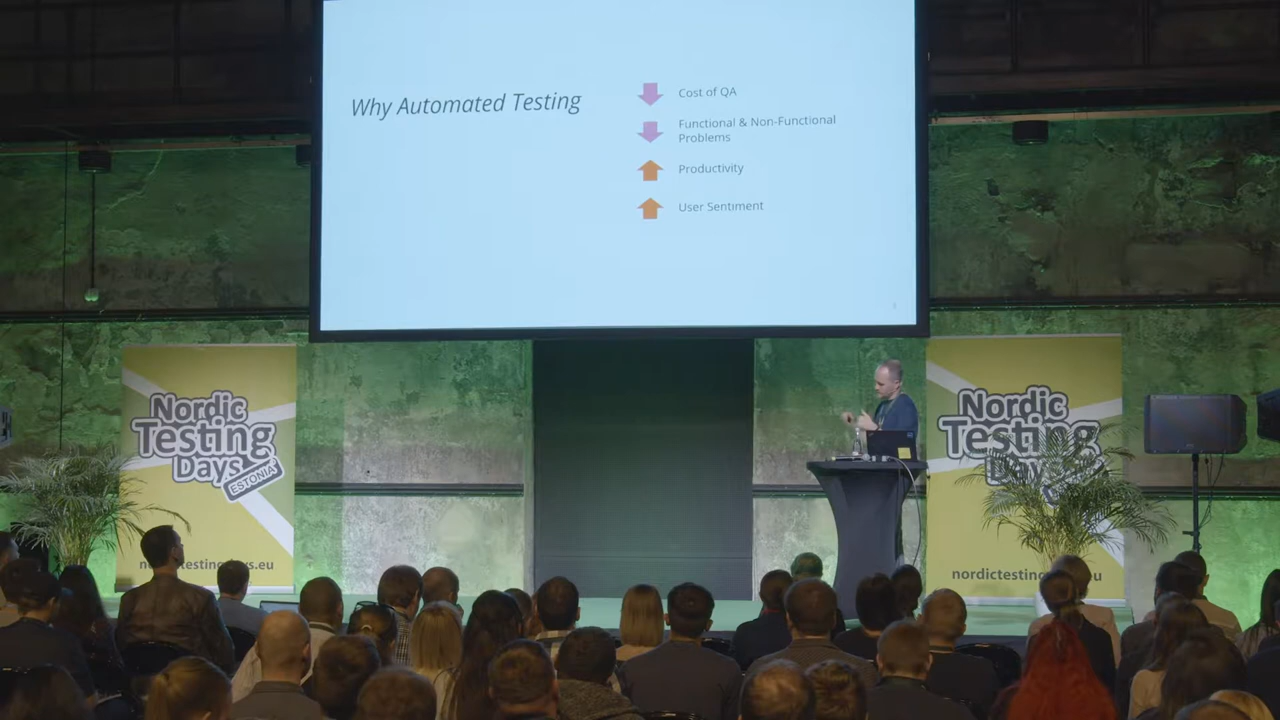 Why Automated Testing
Cost of QA
Functional & Non-Functional
Problems
Productivity
User Sentiment
Nordic
Testing
Days
ESTONIA
Nordic
Testing